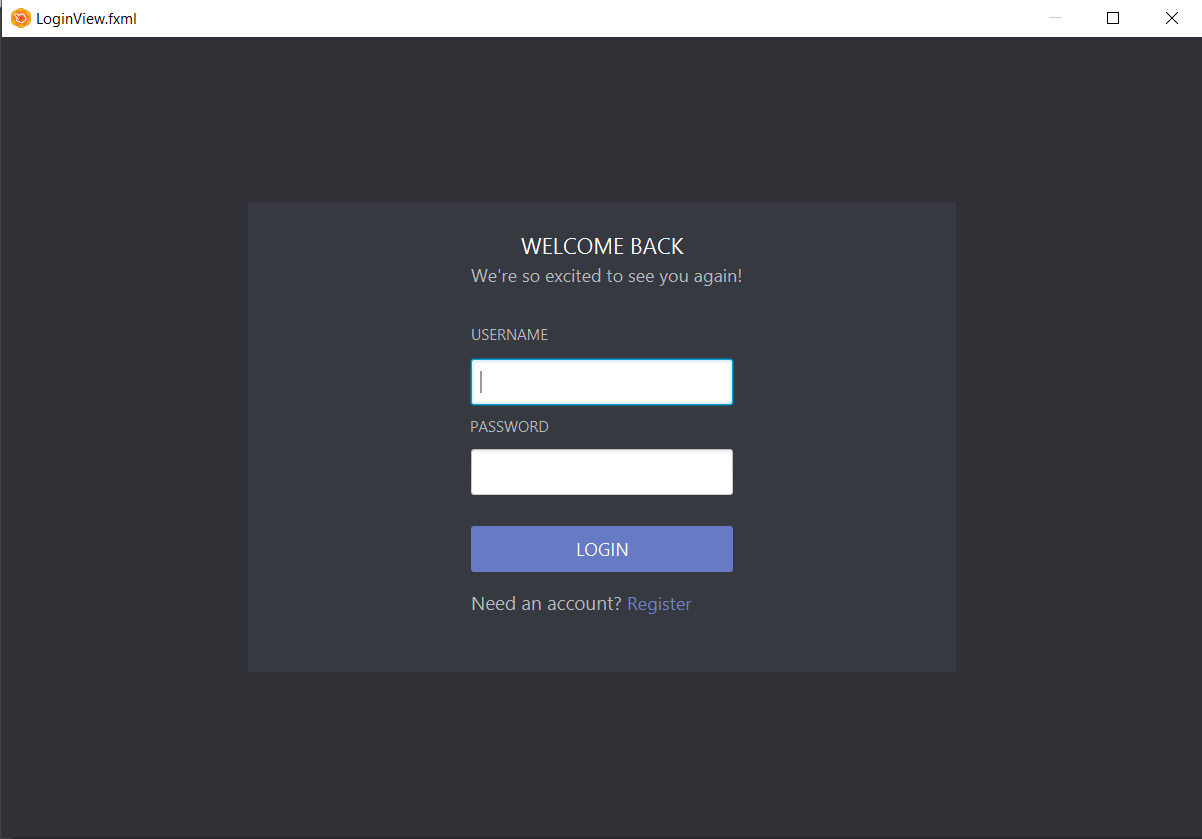 LoginView.fxml
WELCOME BACK
We're so excited to see you again!
USERNAME
PASSWORD
LOGIN
Need an account? Register